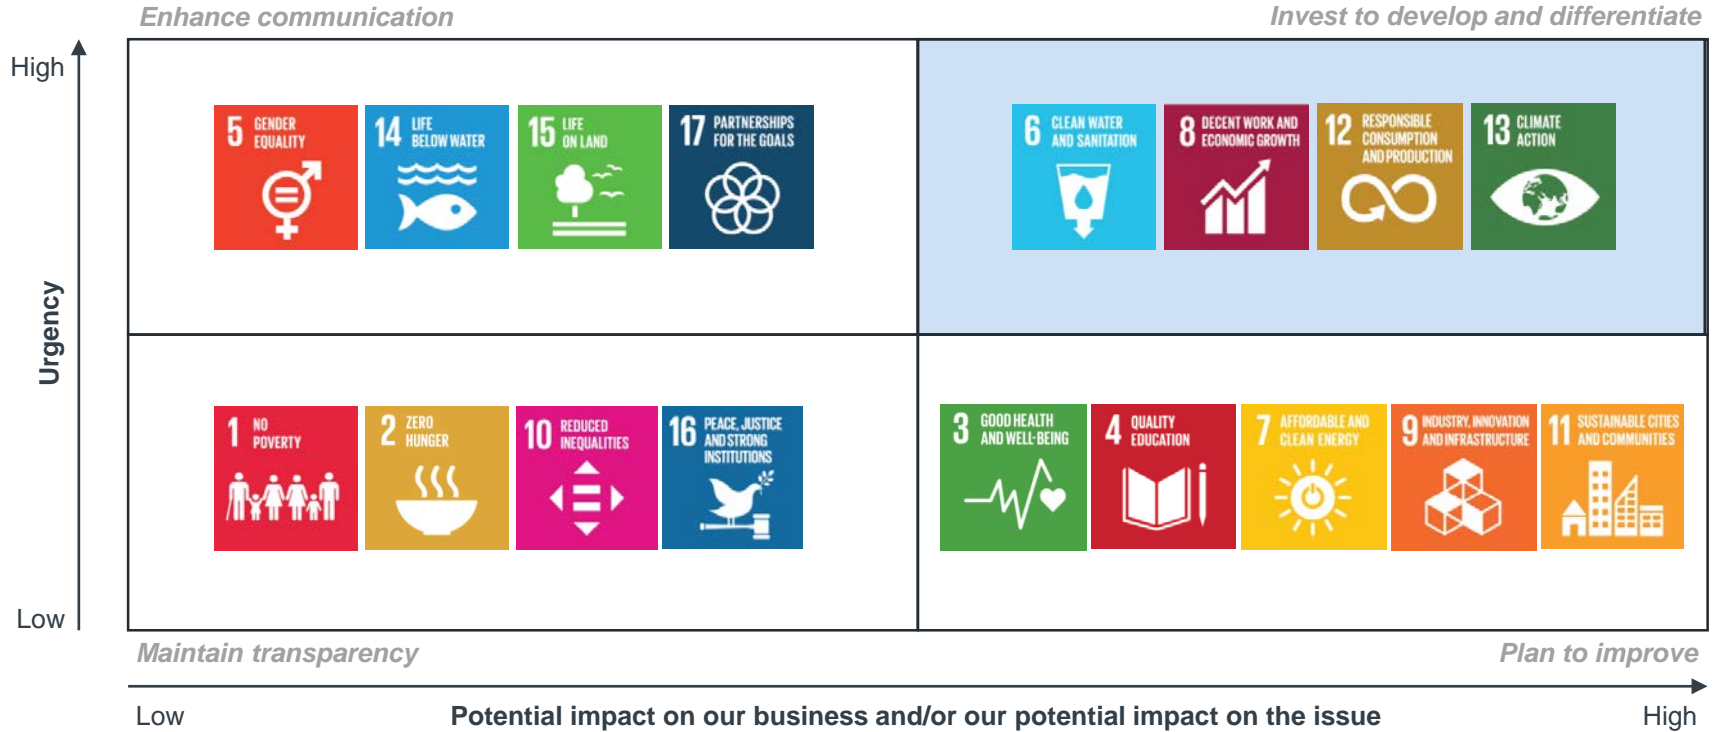 Enhance communication
Invest to develop and differentiate
High
5 GENDER
EQUALITY
14 LIFE
BELOW WATER
15 LIFE
ON LAND
17 PARTNERSHIPS
FOR THE GOALS
6 CLEAN WATER
AND SANITATION
8 DECENT WORK AND
ECONOMIC GROWTH
12 RESPONSIBLE
CONSUMPTION
AND PRODUCTION
13 CLIMATE
ACTION
Urgency
1 NO
POVERTY
2 ZERO
HUNGER
10 REDUCED
INEQUALITIES
16 PEACE, JUSTICE
AND STRONG
INSTITUTIONS
3 GOOD HEALTH
AND WELL-BEING
4 QUALITY
EDUCATION
7 AFFORDABLE AND
CLEAN ENERGY
9 INDUSTRY, INNOVATION
AND INFRASTRUCTURE
11 SUSTAINABLE CITIES
AND COMMUNITIES
Low
Maintain transparency
Plan to improve
Low
Potential impact on our business and/or our potential impact on the issue
High